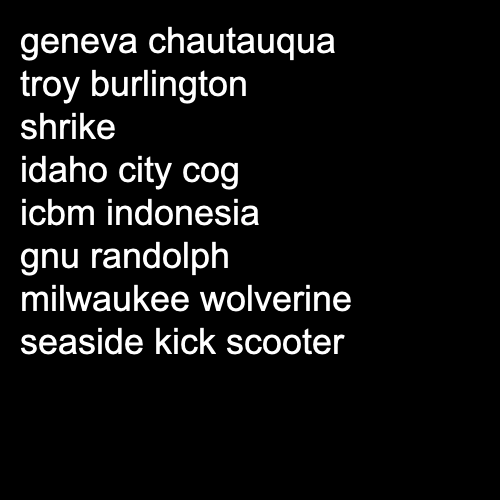 geneva chautauqua
troy burlington
shrike
idaho city cog
icbm indonesia
gnu randolph
milwaukee wolverine
seaside kick scooter